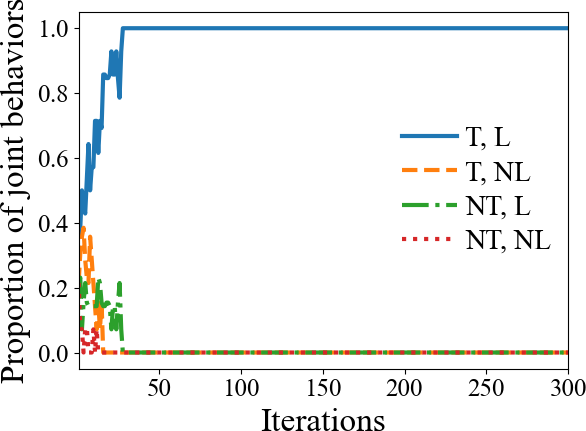 Proportion of joint behaviors
1.0
0.8
0.6
0.4
0.2
0.0
T, L
T, NL
NT, L
NT, NL
50 100 150 200 250 300
Iterations